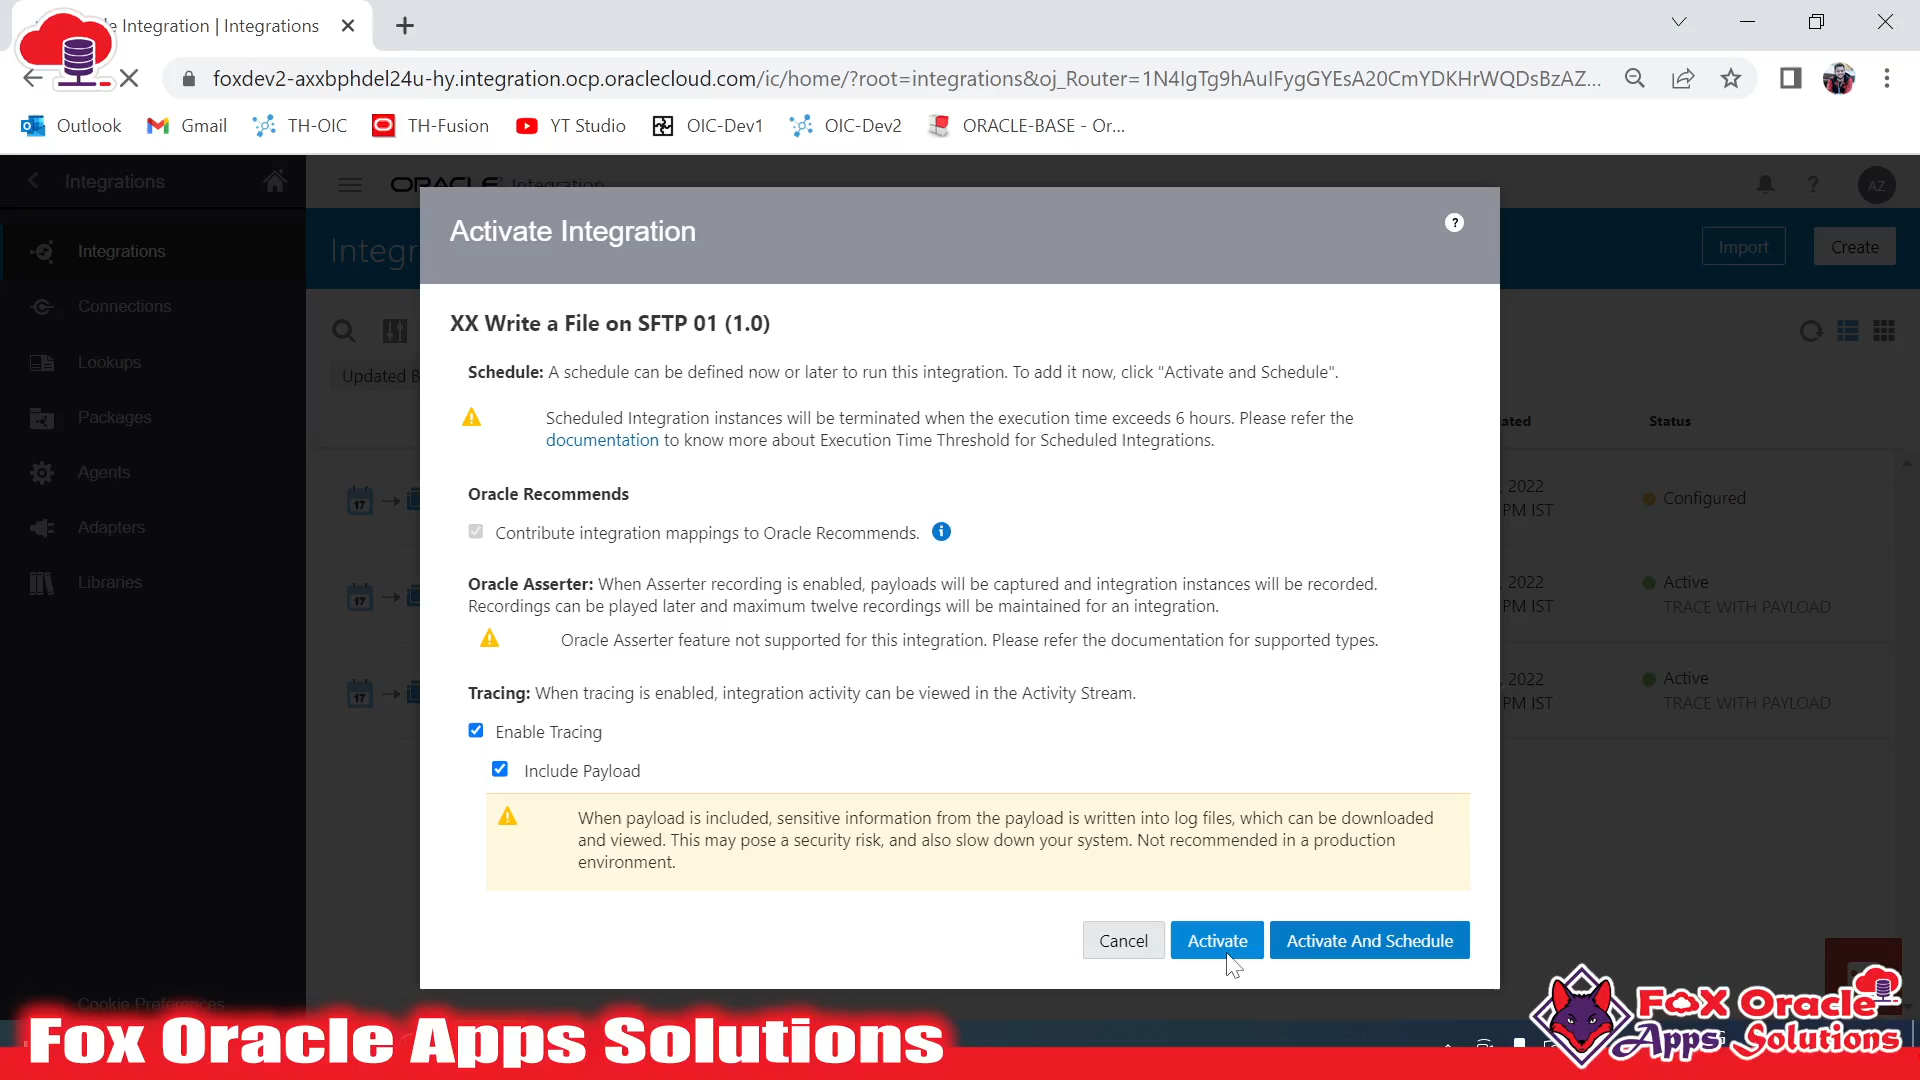 le Integration | Integrations
foxdev2-axxbphdel24u-hy.integration.ocp.oraclecloud.com/ic/home/?root=integrations&oj_Router=1N4IgTg9hAuIFygGYEsA20CmYDKHrWQDsBzAZ...
Outlook Gmail TH-OIC TH-Fusion YT Studio OIC-Dev1 OIC-Dev2 ORACLE-BASE - Or...
Integrations
ORACLE Integration
? AZ
Integrations
Connections
Lookups
Packages
Agents
Adapters
Libraries
Cookie Preferences
Integr
Import Create
Updated B
Activate Integration
?
XX Write a File on SFTP 01 (1.0)
Schedule: A schedule can be defined now or later to run this integration. To add it now, click "Activate and Schedule".
Scheduled Integration instances will be terminated when the execution time exceeds 6 hours. Please refer the
documentation to know more about Execution Time Threshold for Scheduled Integrations.
Oracle Recommends
Contribute integration mappings to Oracle Recommends.
Oracle Asserter: When Asserter recording is enabled, payloads will be captured and integration instances will be recorded.
Recordings can be played later and maximum twelve recordings will be maintained for an integration.
Oracle Asserter feature not supported for this integration. Please refer the documentation for supported types.
Tracing: When tracing is enabled, integration activity can be viewed in the Activity Stream.
Enable Tracing
Include Payload
When payload is included, sensitive information from the payload is written into log files, which can be downloaded
and viewed. This may pose a security risk, and also slow down your system. Not recommended in a production
environment.
Cancel Activate Activate And Schedule
ated Status
17 , 2022 Configured
PM IST
17 , 2022 Active
PM IST TRACE WITH PAYLOAD
17 , 2022 Active
PM IST TRACE WITH PAYLOAD
Fox Oracle Apps Solutions
Fox Oracle
Apps Solutions